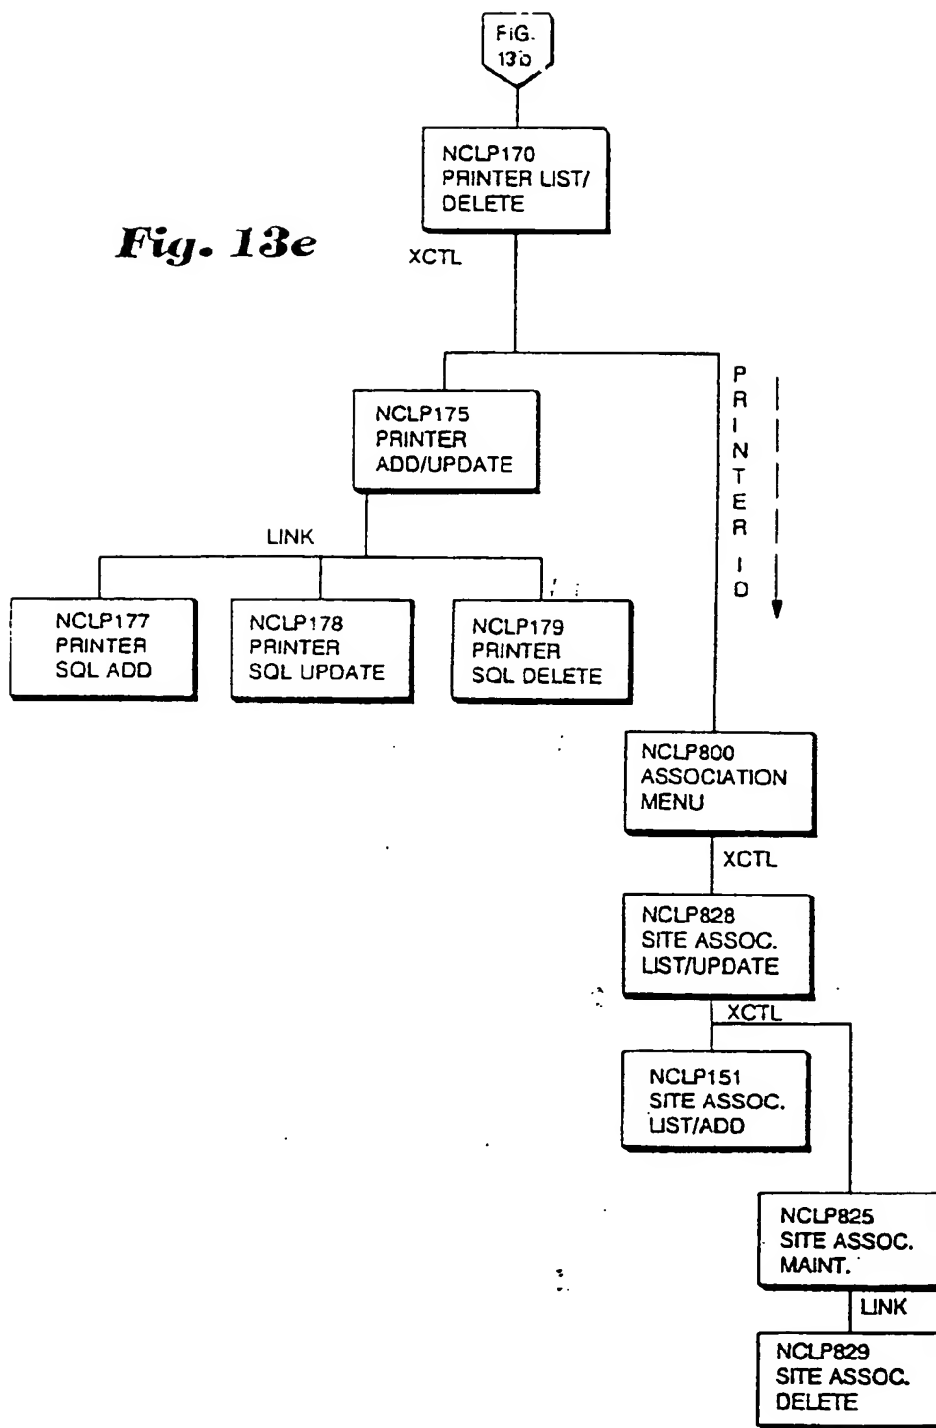 FIG.
13b
NCLP170
PRINTER LIST/
DELETE
Fig. 13e
XCTL
PRINTER ID
NCLP175
PRINTER
ADD/UPDATE
LINK
NCLP177
PRINTER
SQL ADD
NCLP178
PRINTER
SQL UPDATE
NCLP179
PRINTER
SQL DELETE
NCLP800
ASSOCIATION
MENU
XCTL
NCLP828
SITE ASSOC.
LIST/UPDATE
XCTL
NCLP151
SITE ASSOC.
LIST/ADD
NCLP825
SITE ASSOC.
MAINT.
LINK
NCLP829
SITE ASSOC.
DELETE